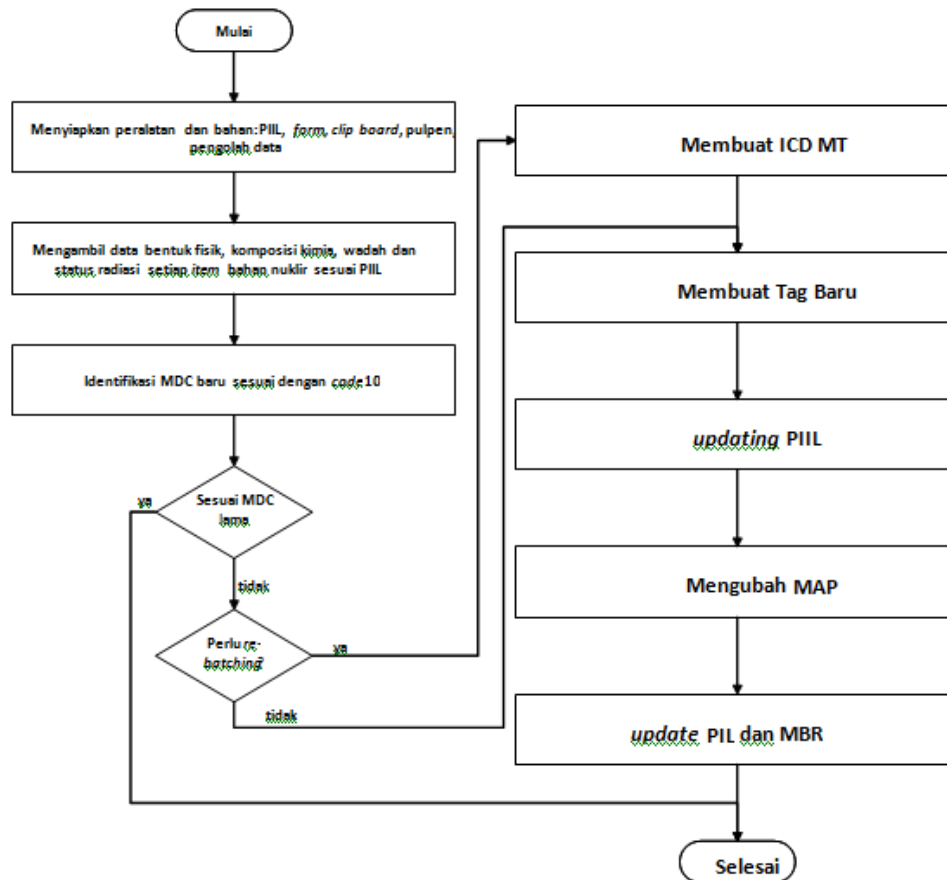 Mulai
Menyiapkan peralatan dan bahan: PIIL, form, clip board, pulpen,
pengolah data
Mengambil data bentuk fisik, komposisi kimia, wadah dan
status radiasi setiap item bahan nuklir sesuai PIIL
Identifikasi MDC baru sesuai dengan code 10
Sesuai MDC
lama
ya
tidak
Perlu re-
batching?
ya
tidak
Membuat ICD MT
Membuat Tag Baru
updating PIIL
Mengubah MAP
update PIL dan MBR
Selesai